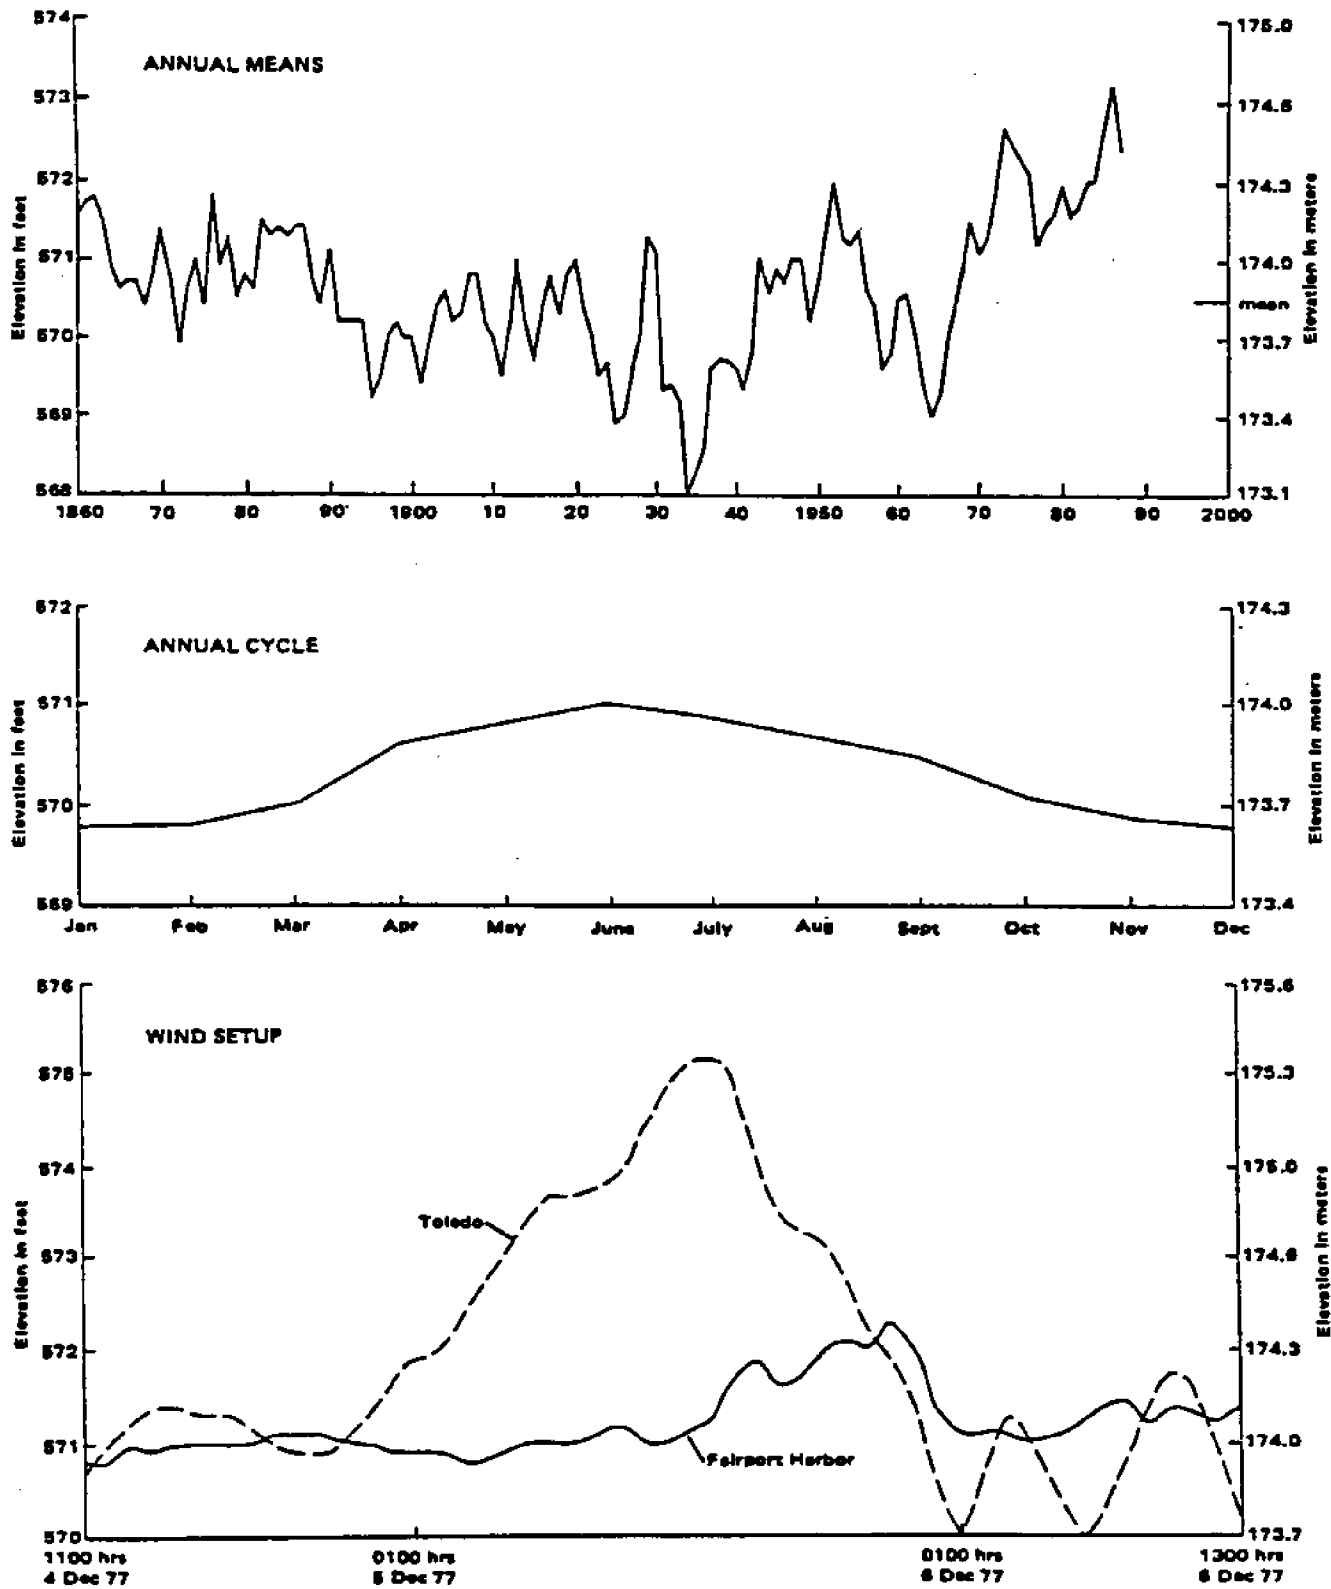 ANNUAL MEANS
Elevation in feet
574
573
572
571
570
569
568
175.0
174.6
174.3
174.0
mean
173.7
173.4
173.1
Elevation in meters
1860 70 80 90 1900 10 20 30 40 1950 60 70 80 90 2000
ANNUAL CYCLE
Elevation in feet
572
571
570
569
174.3
174.0
173.7
173.4
Elevation in meters
Jan Feb Mar Apr May June July Aug Sept Oct Nov Dec
WIND SETUP
Elevation in feet
576
575
574
573
572
571
570
Toledo
Fairport Harbor
175.6
175.3
175.0
174.6
174.3
174.0
173.7
Elevation in meters
1100 hrs 0100 hrs 0100 hrs 1300 hrs
4 Dec 77 5 Dec 77 6 Dec 77 6 Dec 77